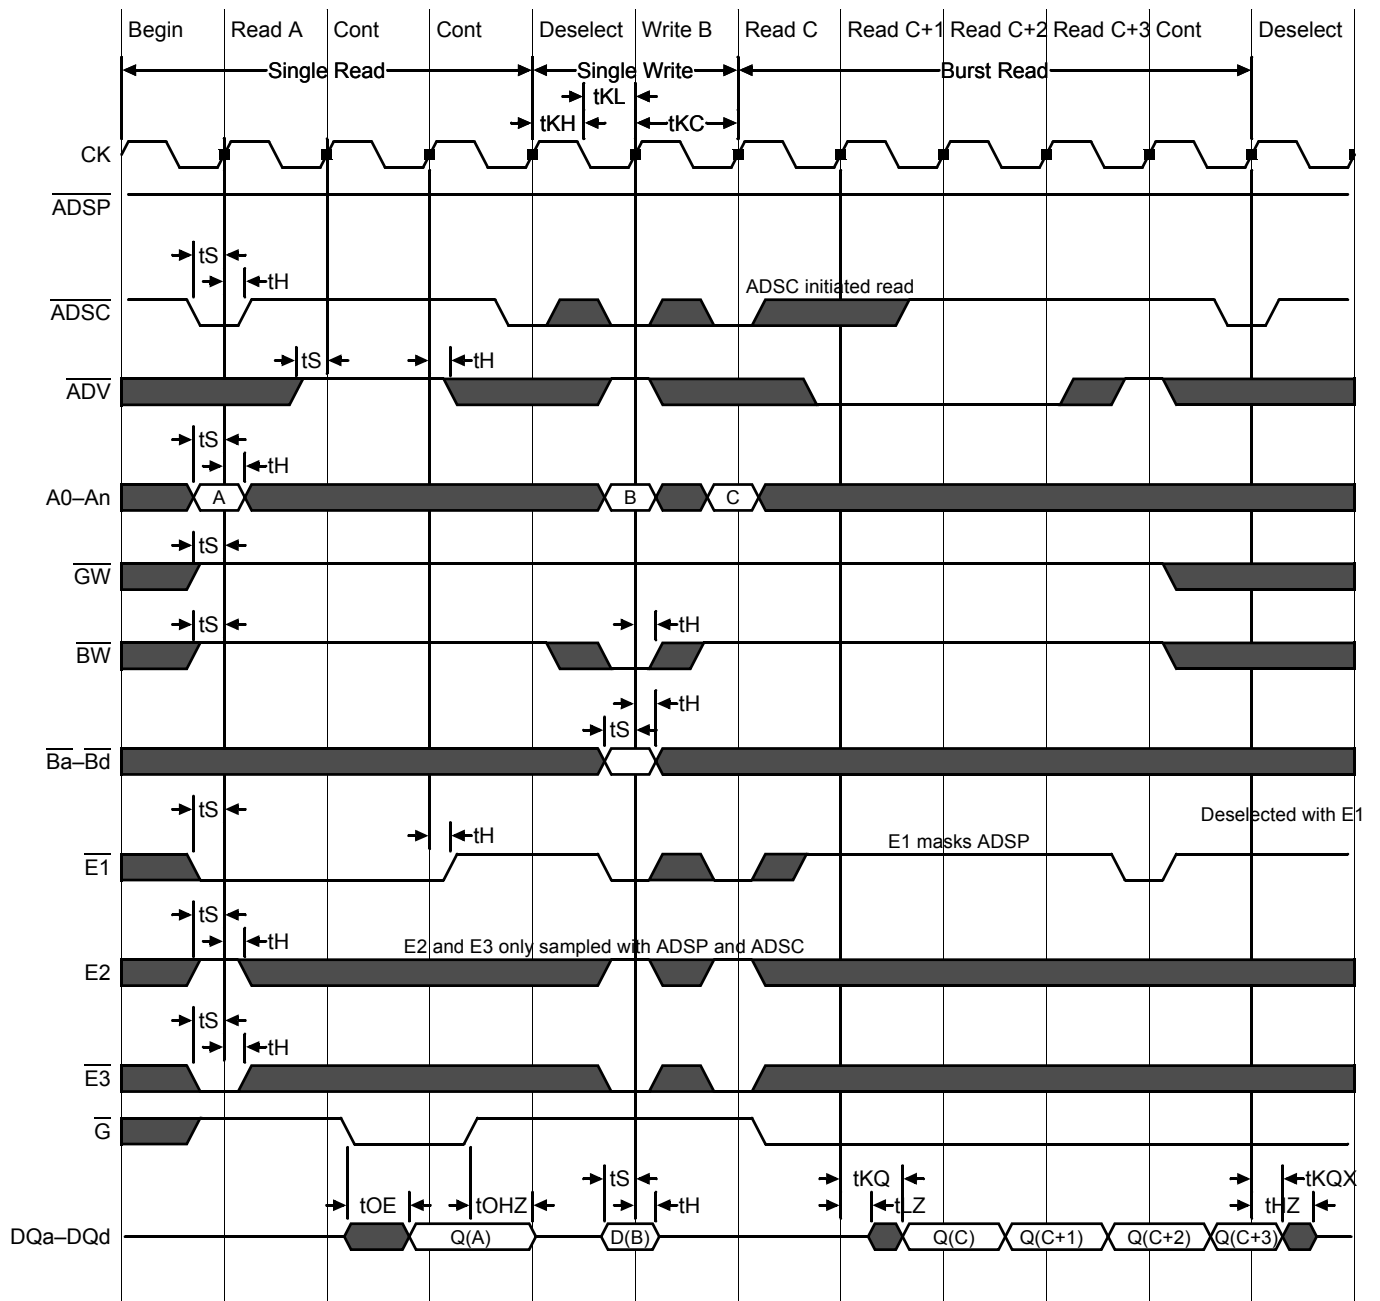 Begin Read A Cont Cont Deselect Write B Read C Read C+1 Read C+2 Read C+3 Cont Deselect
Single Read Single Write Burst Read
tKL
tKH tKC
CK
ADSP
tS
tH
ADSC initiated read
ADSC
tS tH
ADV
tS
tH
A0–An A B C
tS
GW
tS tH
BW
tH
tS
Ba–Bd
tS
Deselected with E1
tH
E1 masks ADSP
E1
tS
tH
E2 and E3 only sampled with ADSP and ADSC
E2
tS
tH
E3
G
tS tKQ tKQX
tOE tOHZ tH tLZ tHZ
DQa–DQd Q(A) D(B) Q(C) Q(C+1) Q(C+2) Q(C+3)